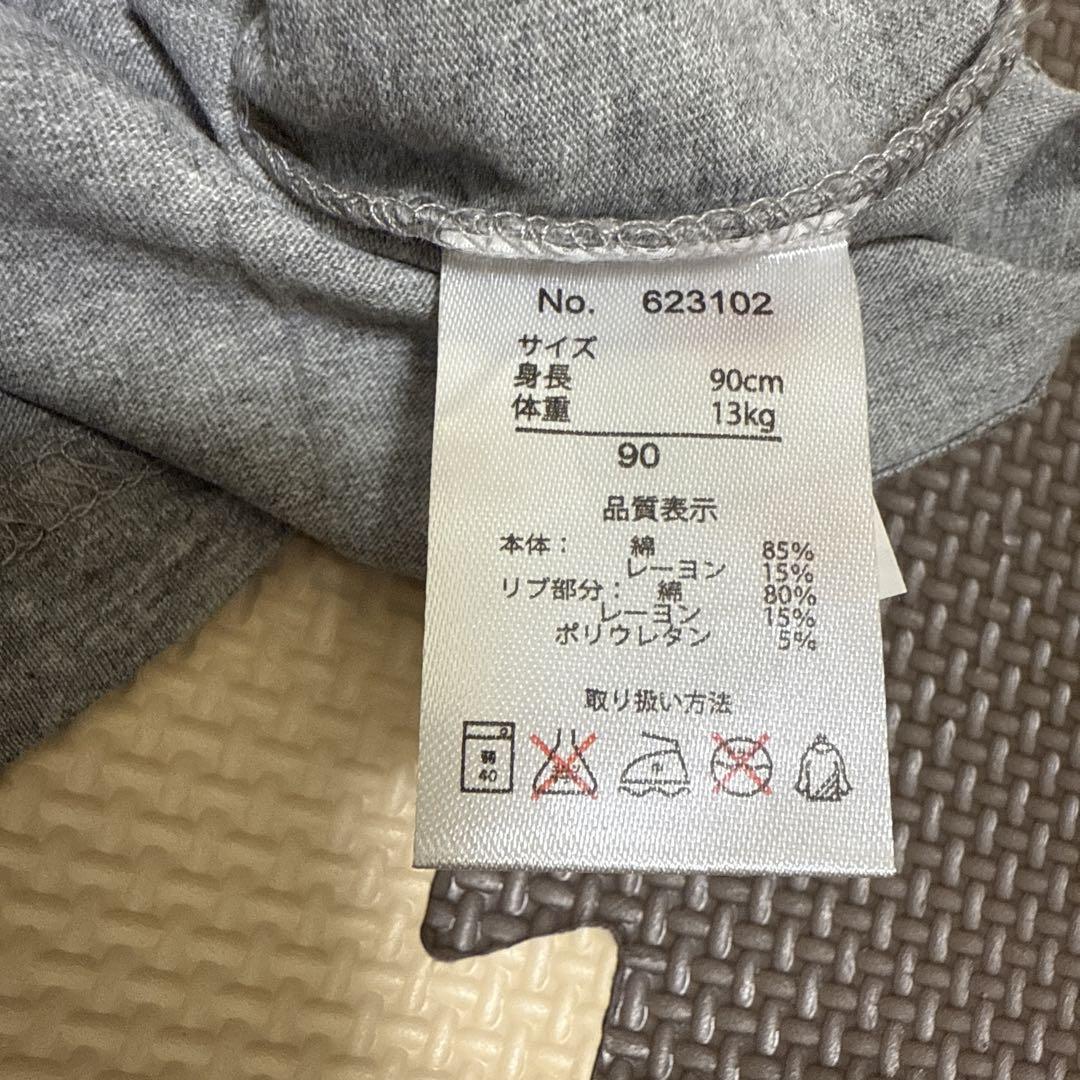 No. 623102
サイズ
身長 90cm
体重 13kg
90
品質表示
本体： 綿 85%
レーヨン 15%
リブ部分： 綿 80%
レーヨン 15%
ポリウレタン 5%
取り扱い方法
弱
40